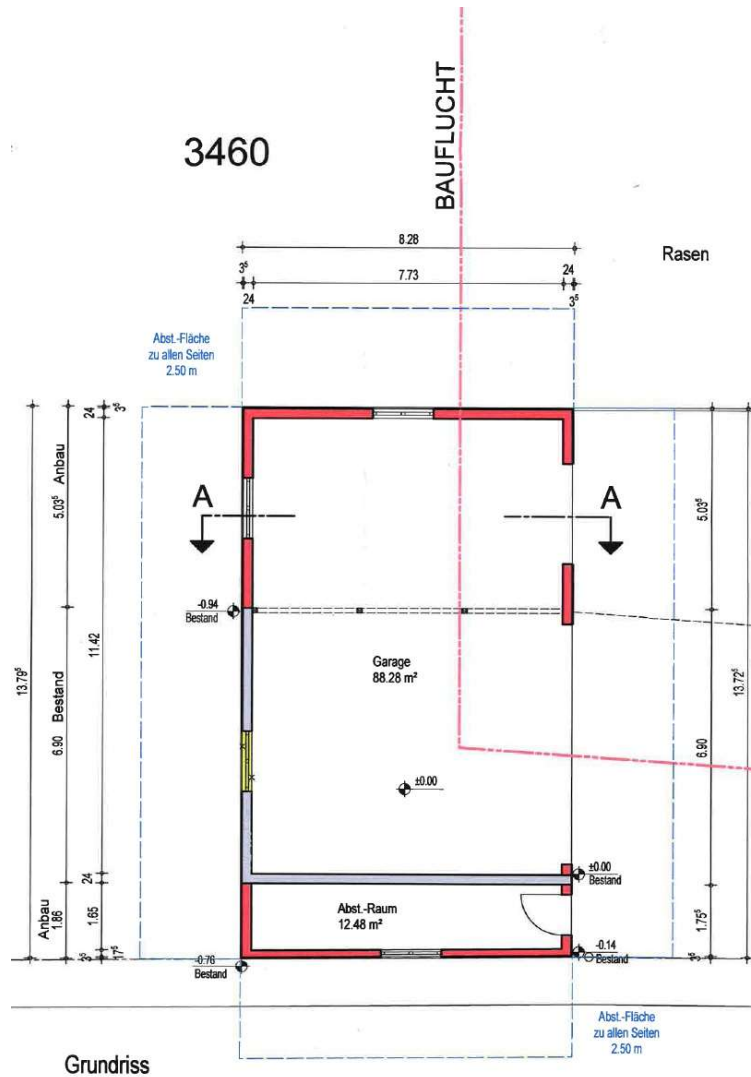 3460
BAUFLUCHT
Rasen
8.28
3⁵
7.73
24
24
3⁵
Abst.-Fläche
zu allen Seiten
2.50 m
3⁵
24
Anbau
5.03⁵
5.03⁵
A
A
-0.94
Bestand
11.42
13.79⁵
13.72⁵
Garage
88.28 m²
Bestand
6.90
6.90
±0.00
±0.00
Bestand
24
Anbau
1.86
1.65
1.75⁵
Abst.-Raum
12.48 m²
-0.14
Bestand
3⁵
17⁵
3⁵
-0.76
Bestand
Abst.-Fläche
zu allen Seiten
2.50 m
Grundriss